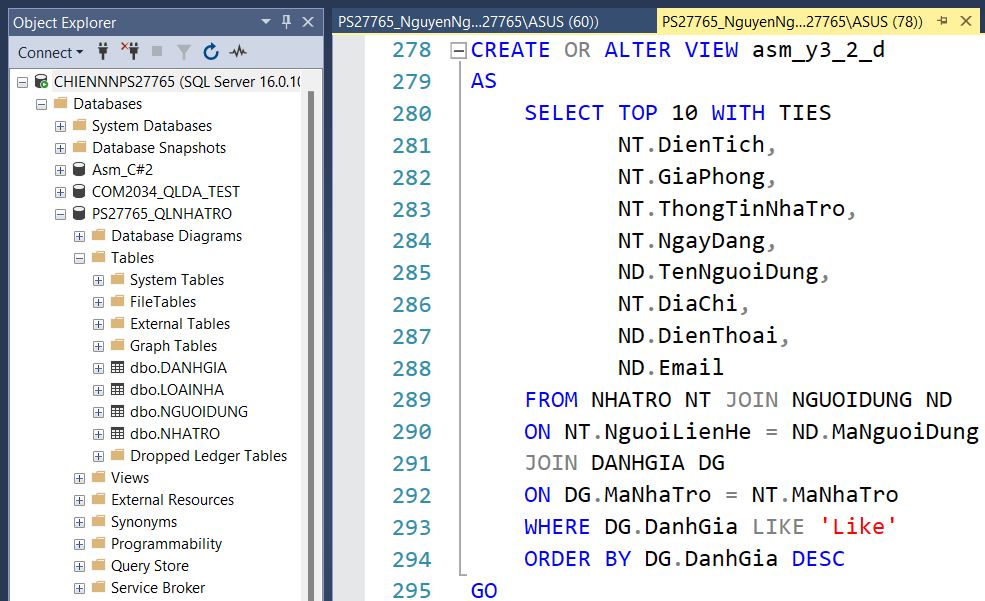 Object Explorer
Connect
CHIENNNPS27765 (SQL Server 16.0.10
Databases
System Databases
Database Snapshots
Asm_C#2
COM2034_QLDA_TEST
PS27765_QLNHATRO
Database Diagrams
Tables
System Tables
FileTables
External Tables
Graph Tables
dbo.DANHGIA
dbo.LOAINHA
dbo.NGUOIDUNG
dbo.NHATRO
Dropped Ledger Tables
Views
External Resources
Synonyms
Programmability
Query Store
Service Broker
PS27765_NguyenNg...27765\ASUS (60))
PS27765_NguyenNg...27765\ASUS (78))
278 CREATE OR ALTER VIEW asm_y3_2_d
279 AS
280 SELECT TOP 10 WITH TIES
281 NT.DienTich,
282 NT.GiaPhong,
283 NT.ThongTinNhaTro,
284 NT.NgayDang,
285 ND.TenNguoiDung,
286 NT.DiaChi,
287 ND.DienThoai,
288 ND.Email
289 FROM NHATRO NT JOIN NGUOIDUNG ND
290 ON NT.NguoiLienHe = ND.MaNguoiDung
291 JOIN DANHGIA DG
292 ON DG.MaNhaTro = NT.MaNhaTro
293 WHERE DG.DanhGia LIKE 'Like'
294 ORDER BY DG.DanhGia DESC
295 GO